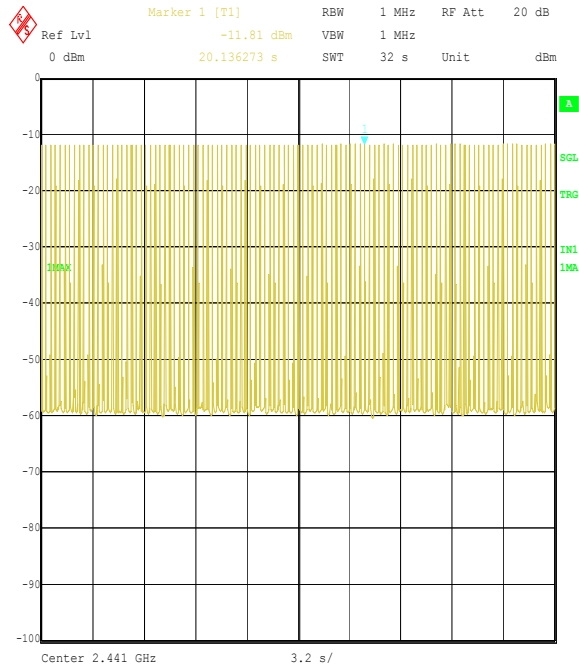 Marker 1 [T1] RBW 1 MHz RF Att 20 dB
R S
Ref Lvl -11.81 dBm VBW 1 MHz
0 dBm 20.136273 s SWT 32 s Unit dBm
0
A
-10
1
SGL
-20
TRG
-30
IN1
1MAX 1MA
-40
-50
-60
-70
-80
-90
-100
Center 2.441 GHz 3.2 s/